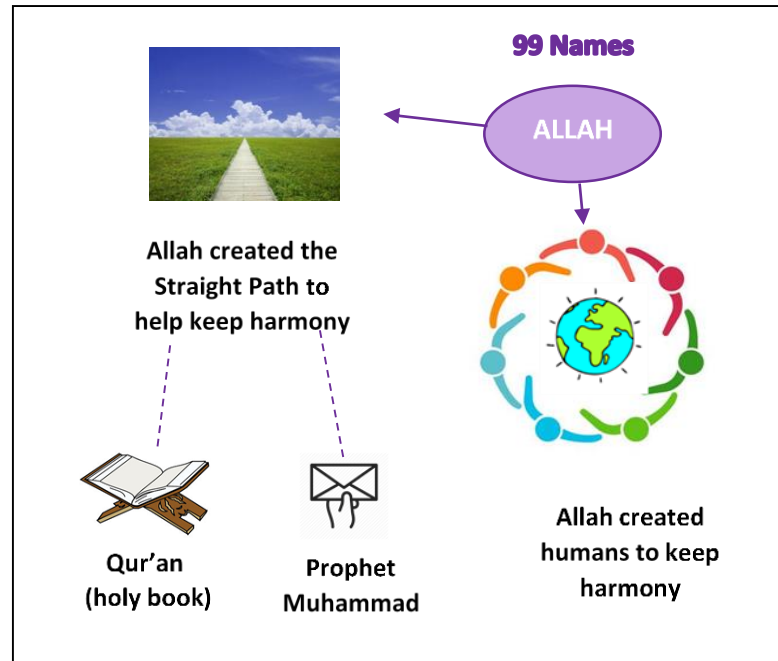 99 Names
ALLAH
Allah created the
Straight Path to
help keep harmony
Qur’an
(holy book)
Prophet
Muhammad
Allah created
humans to keep
harmony